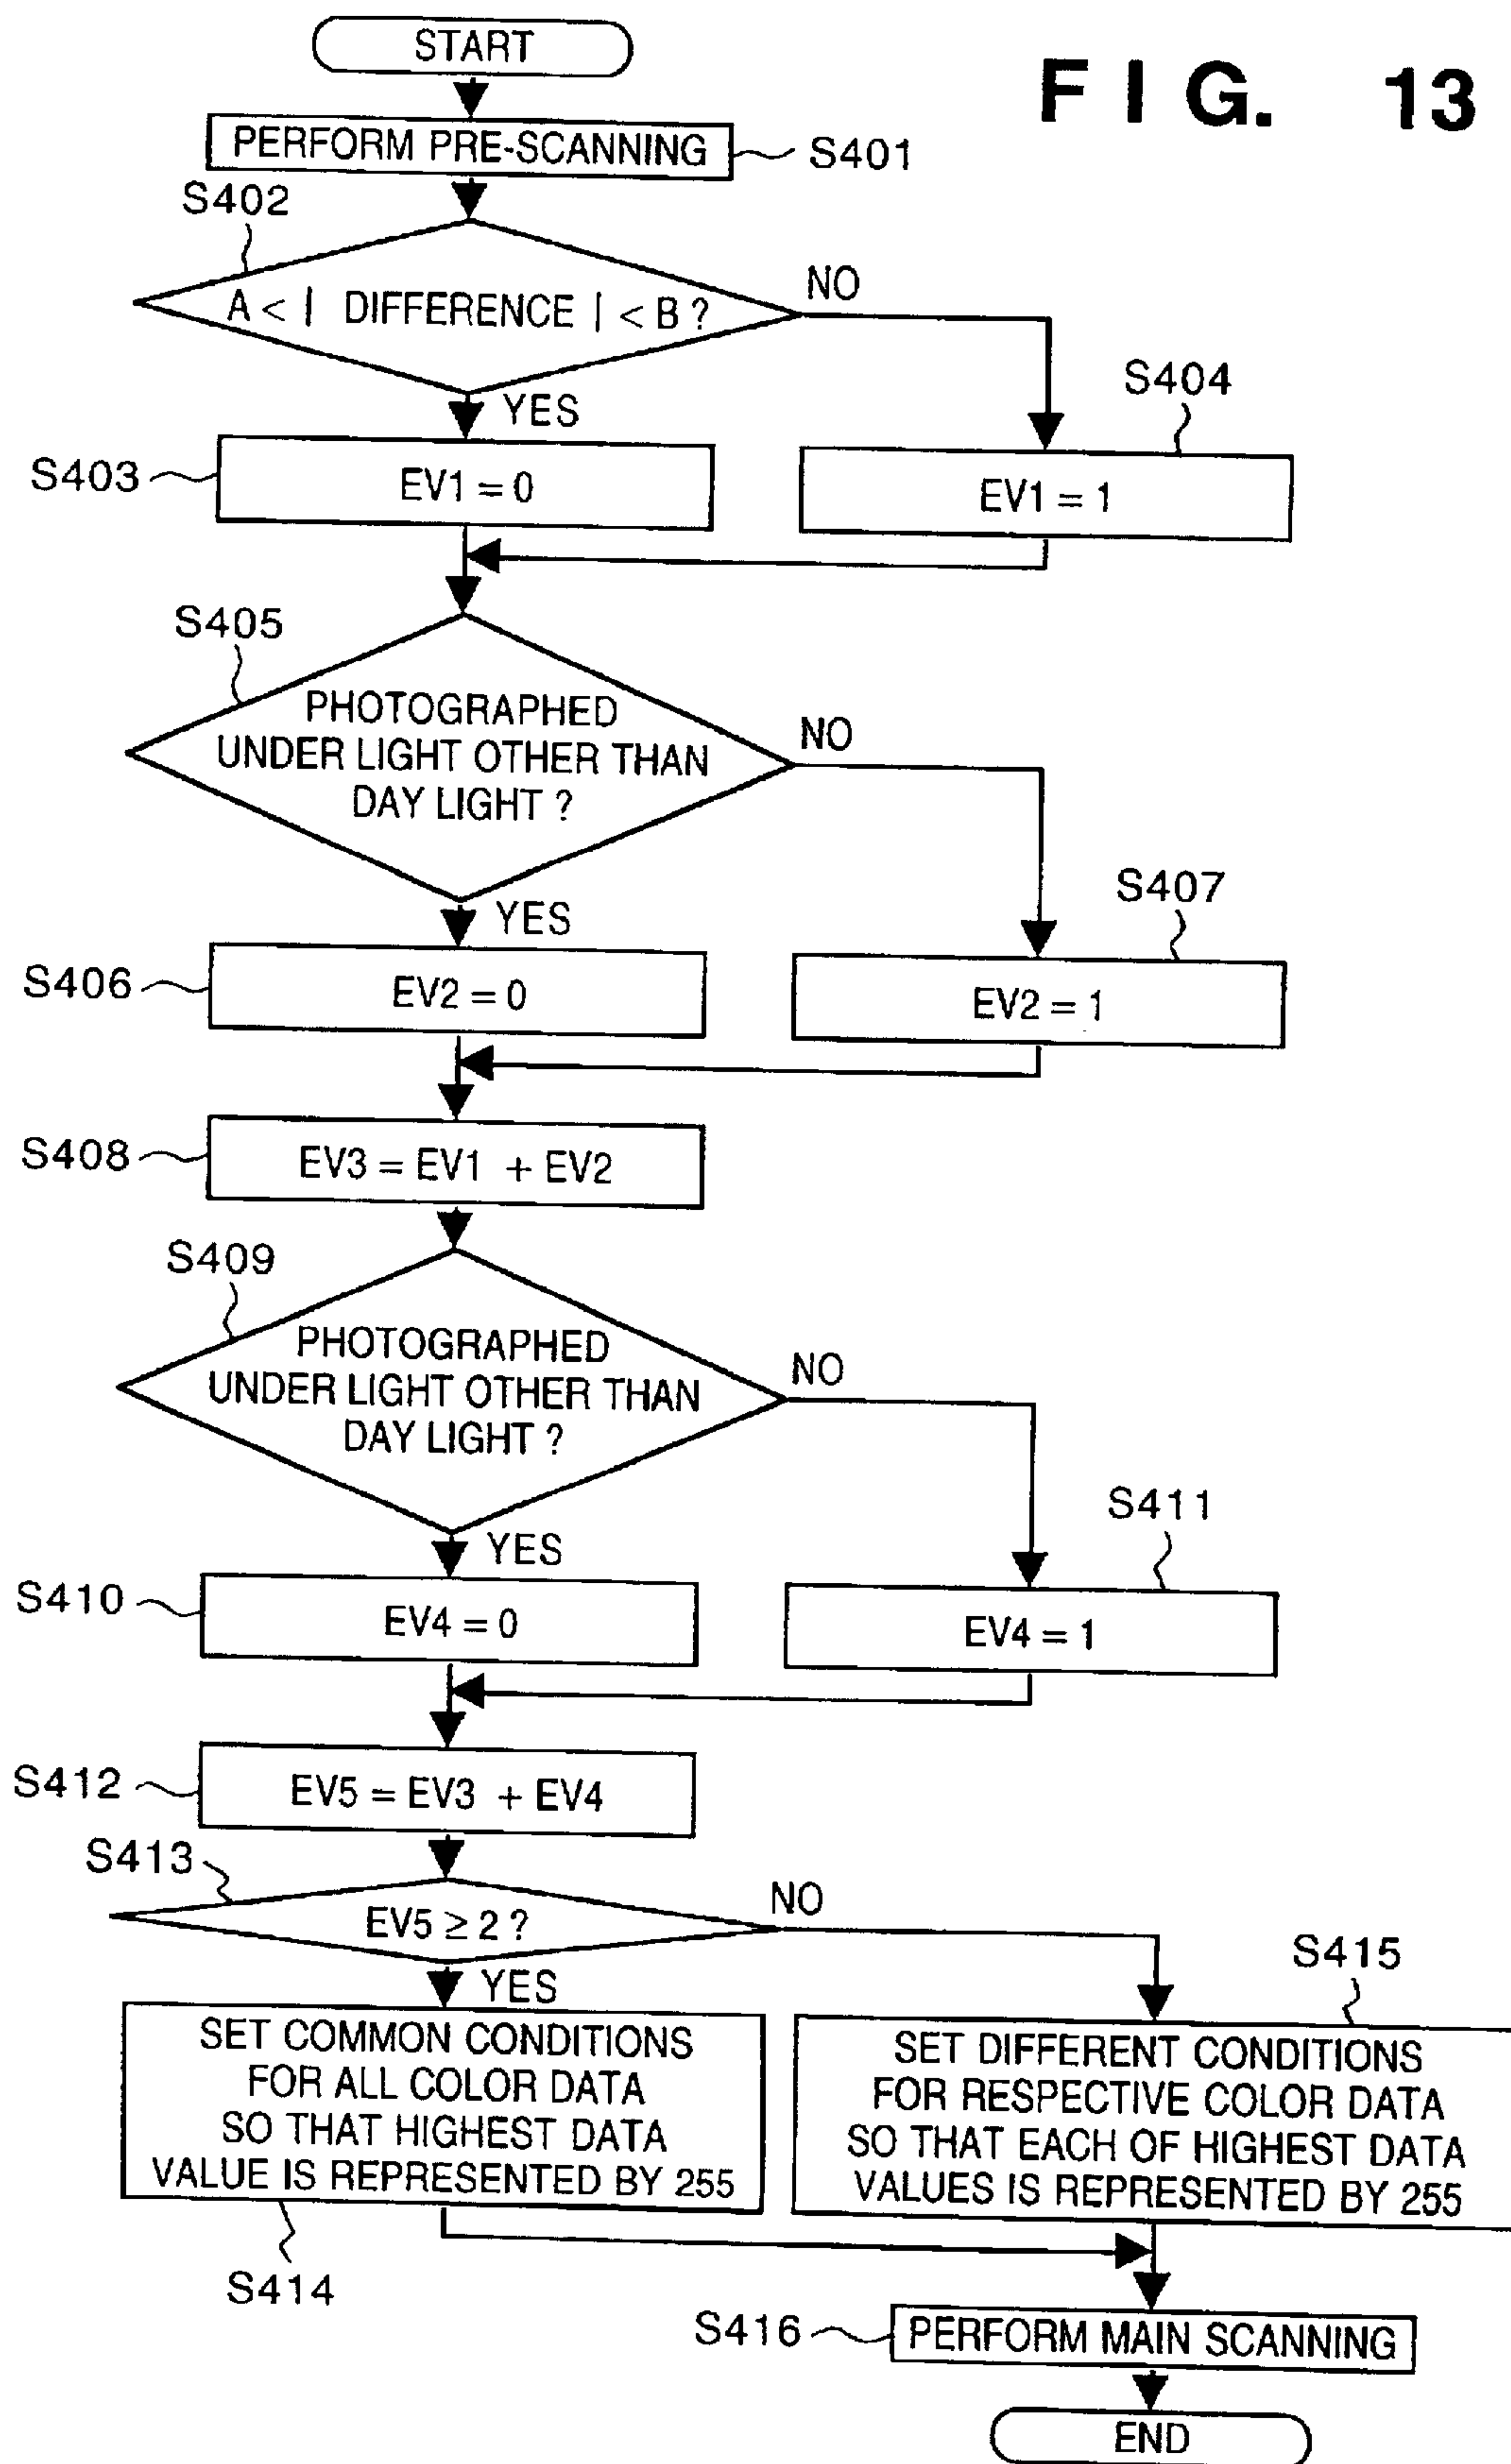 START
FIG. 13
PERFORM PRE-SCANNING
S401
S402
A < | DIFFERENCE | < B ?
NO
YES
S404
S403
EV1 = 0
EV1 = 1
S405
PHOTOGRAPHED
UNDER LIGHT OTHER THAN
DAY LIGHT ?
NO
YES
S407
S406
EV2 = 0
EV2 = 1
S408
EV3 = EV1 + EV2
S409
PHOTOGRAPHED
UNDER LIGHT OTHER THAN
DAY LIGHT ?
NO
YES
S411
S410
EV4 = 0
EV4 = 1
S412
EV5 = EV3 + EV4
S413
EV5 ≥ 2 ?
NO
YES
S415
SET COMMON CONDITIONS
FOR ALL COLOR DATA
SO THAT HIGHEST DATA
VALUE IS REPRESENTED BY 255
SET DIFFERENT CONDITIONS
FOR RESPECTIVE COLOR DATA
SO THAT EACH OF HIGHEST DATA
VALUES IS REPRESENTED BY 255
S414
S416
PERFORM MAIN SCANNING
END